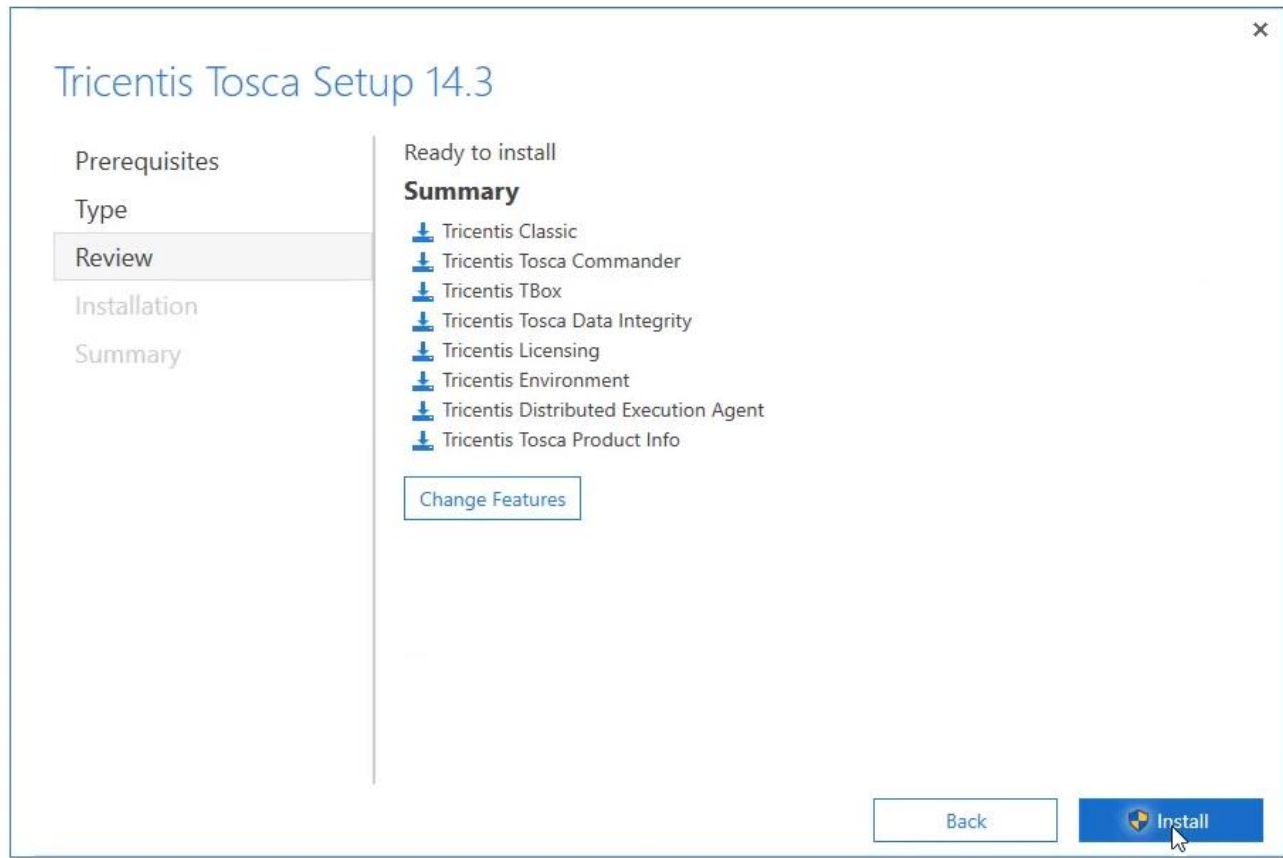 Tricentis Tosca Setup 14.3
Prerequisites
Type
Review
Installation
Summary
Ready to install
Summary
Tricentis Classic
Tricentis Tosca Commander
Tricentis TBox
Tricentis Tosca Data Integrity
Tricentis Licensing
Tricentis Environment
Tricentis Distributed Execution Agent
Tricentis Tosca Product Info
Change Features
Back
Install